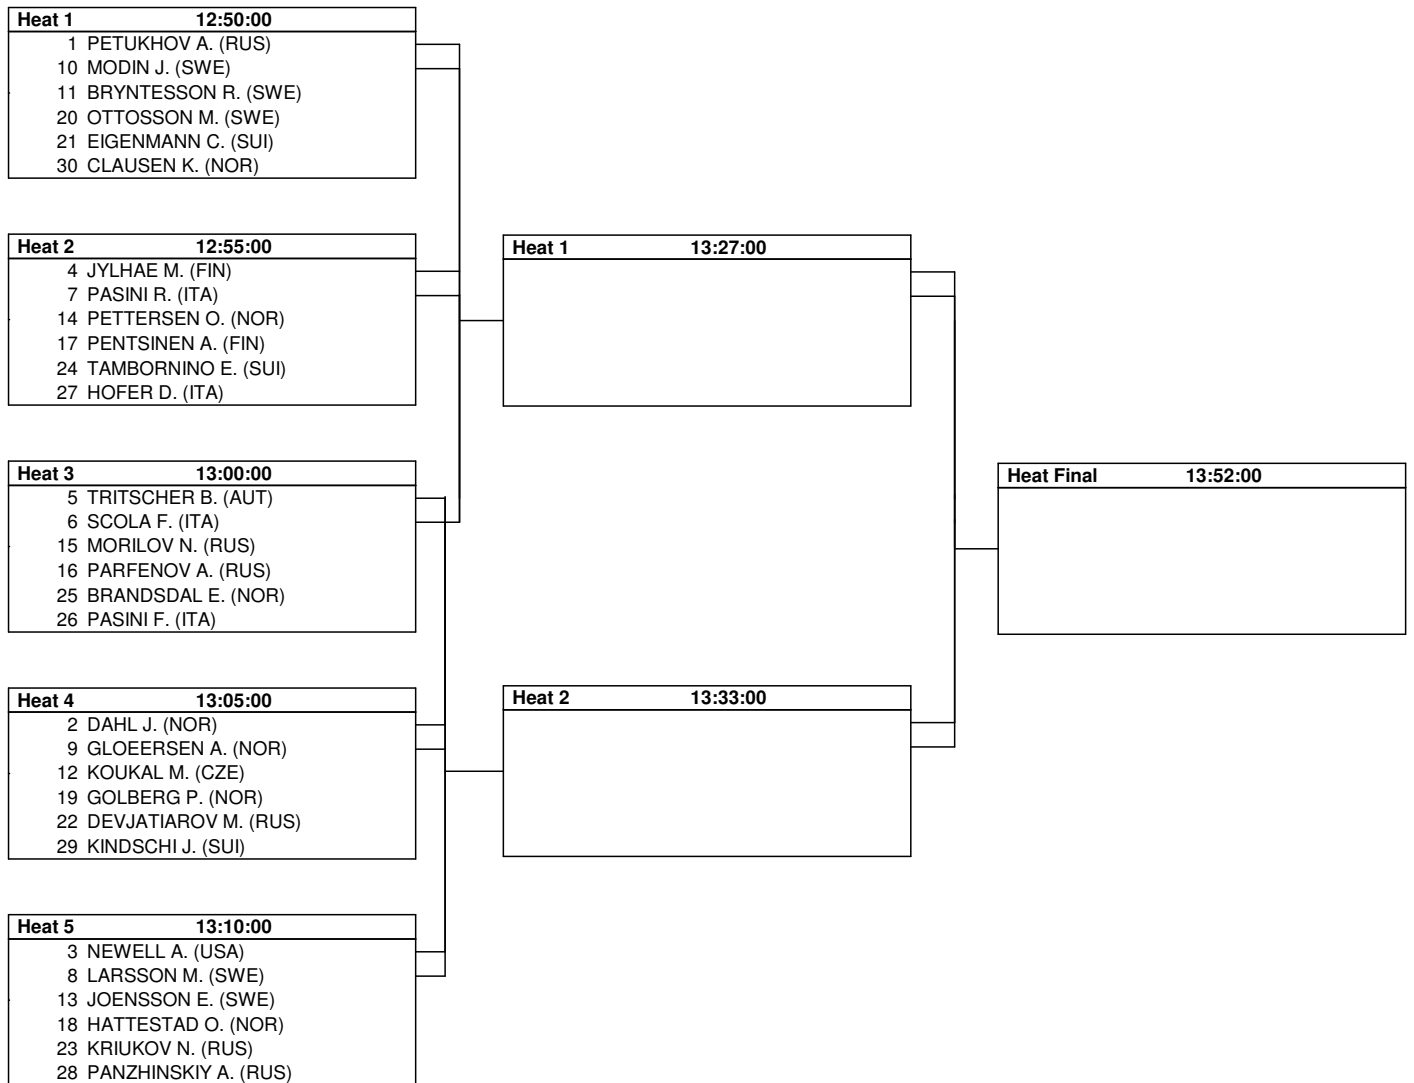 Heat 1 12:50:00
1 PETUKHOV A. (RUS)
10 MODIN J. (SWE)
11 BRYNTESSON R. (SWE)
20 OTTOSSON M. (SWE)
21 EIGENMANN C. (SUI)
30 CLAUSEN K. (NOR)
Heat 2 12:55:00
4 JYLHAE M. (FIN)
7 PASINI R. (ITA)
14 PETTERSEN O. (NOR)
17 PENTSINEN A. (FIN)
24 TAMBORNINO E. (SUI)
27 HOFER D. (ITA)
Heat 3 13:00:00
5 TRITSCHER B. (AUT)
6 SCOLA F. (ITA)
15 MORILOV N. (RUS)
16 PARFENOV A. (RUS)
25 BRANDSDAL E. (NOR)
26 PASINI F. (ITA)
Heat 4 13:05:00
2 DAHL J. (NOR)
9 GLOEERSEN A. (NOR)
12 KOUKAL M. (CZE)
19 GOLBERG P. (NOR)
22 DEVJATIAROV M. (RUS)
29 KINDSCHI J. (SUI)
Heat 5 13:10:00
3 NEWELL A. (USA)
8 LARSSON M. (SWE)
13 JOENSSON E. (SWE)
18 HATTESTAD O. (NOR)
23 KRIUKOV N. (RUS)
28 PANZHINSKIY A. (RUS)
Heat 1 13:27:00
Heat 2 13:33:00
Heat Final 13:52:00